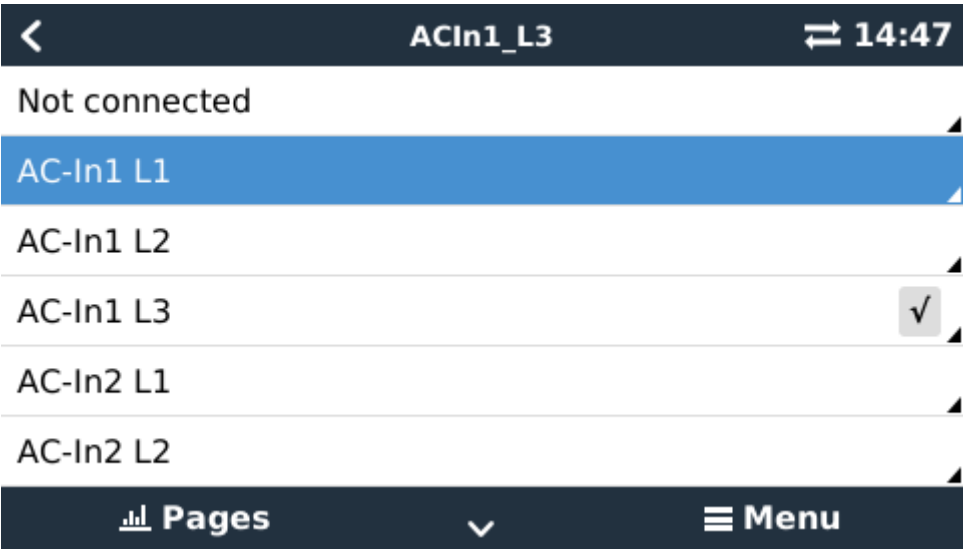 ACIn1_L3 14:47
Not connected
AC-In1 L1
AC-In1 L2
AC-In1 L3 √
AC-In2 L1
AC-In2 L2
Pages Menu